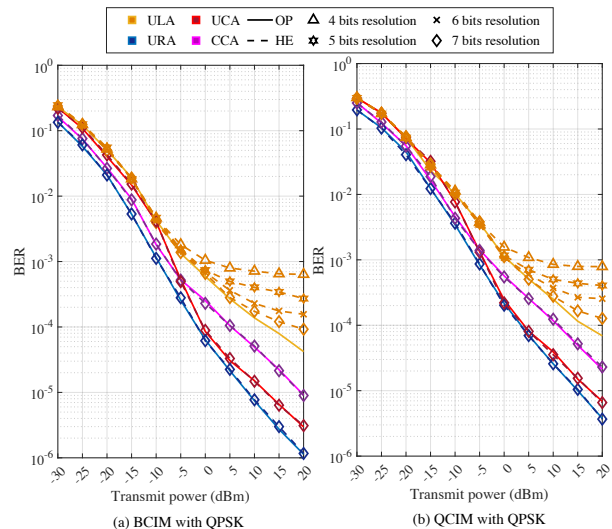 ULA UCA OP 4 bits resolution 6 bits resolution
URA CCA HE 5 bits resolution 7 bits resolution
10^0
10^-1
10^-2
10^-3
10^-4
10^-5
10^-6
BER
-30 -25 -20 -15 -10 -5 0 5 10 15 20
Transmit power (dBm)
(a) BCIM with QPSK
10^0
10^-1
10^-2
10^-3
10^-4
10^-5
10^-6
BER
-30 -25 -20 -15 -10 -5 0 5 10 15 20
Transmit power (dBm)
(b) QCIM with QPSK